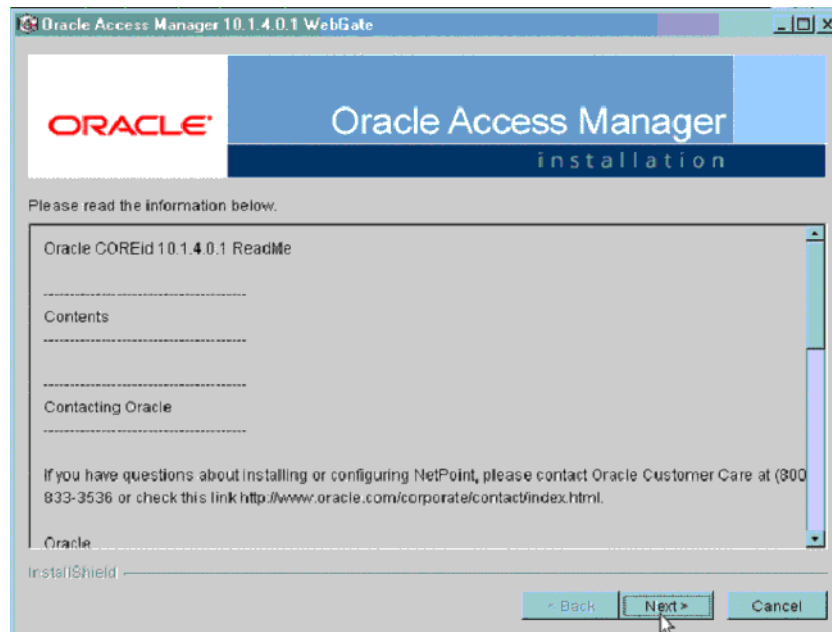 Oracle Access Manager 10.1.4.0.1 WebGate
ORACLE®
Oracle Access Manager
installation
Please read the information below.
Oracle COREid 10.1.4.0.1 ReadMe
----------------------------------------
Contents
----------------------------------------
----------------------------------------
Contacting Oracle
----------------------------------------
If you have questions about installing or configuring NetPoint, please contact Oracle Customer Care at (800
833-3536 or check this link http://www.oracle.com/corporate/contact/index.html.
Oracle
InstallShield
< Back Next > Cancel